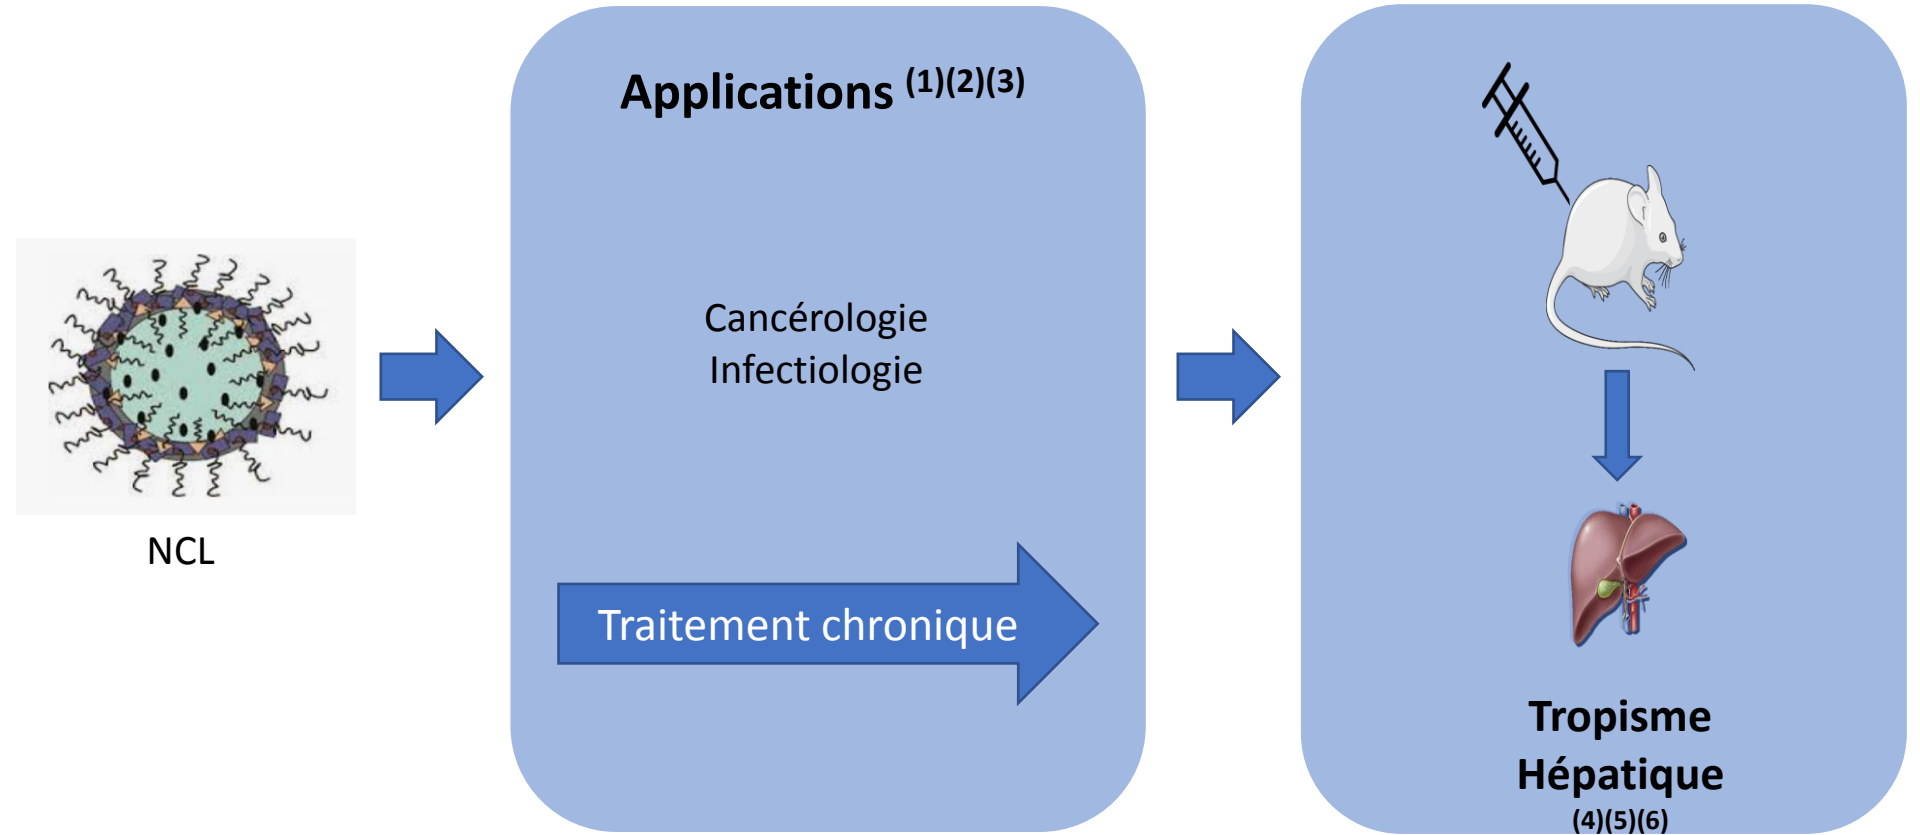 NCL
Applications (1)(2)(3)
Cancérologie
Infectiologie
Traitement chronique
Tropisme
Hépatique
(4)(5)(6)